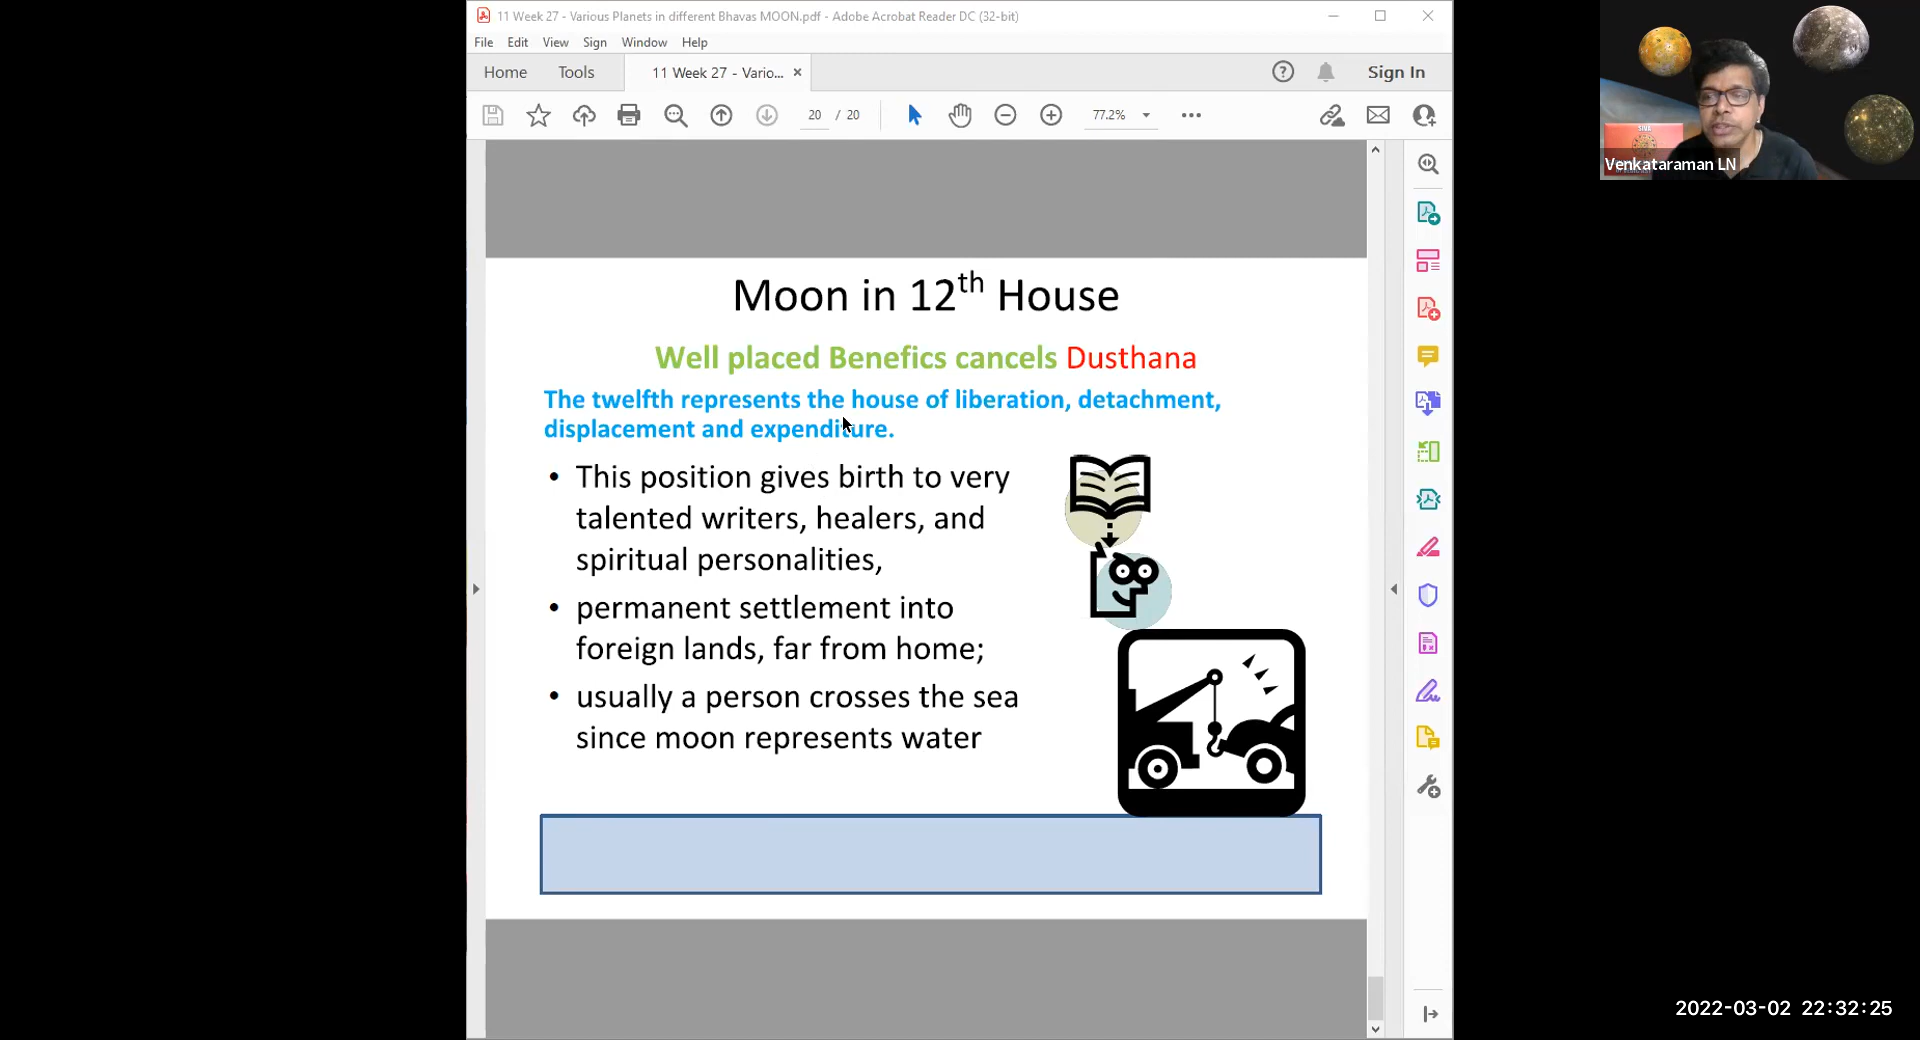 11 Week 27 - Various Planets in different Bhavas MOON.pdf - Adobe Acrobat Reader DC (32-bit)
File Edit View Sign Window Help
Home Tools 11 Week 27 - Vario... × Sign In
20 / 20 77.2%
Moon in 12th House
Well placed Benefics cancels Dusthana
The twelfth represents the house of liberation, detachment,
displacement and expenditure.
• This position gives birth to very
talented writers, healers, and
spiritual personalities,
• permanent settlement into
foreign lands, far from home;
• usually a person crosses the sea
since moon represents water
Venkataraman LN
2022-03-02 22:32:25